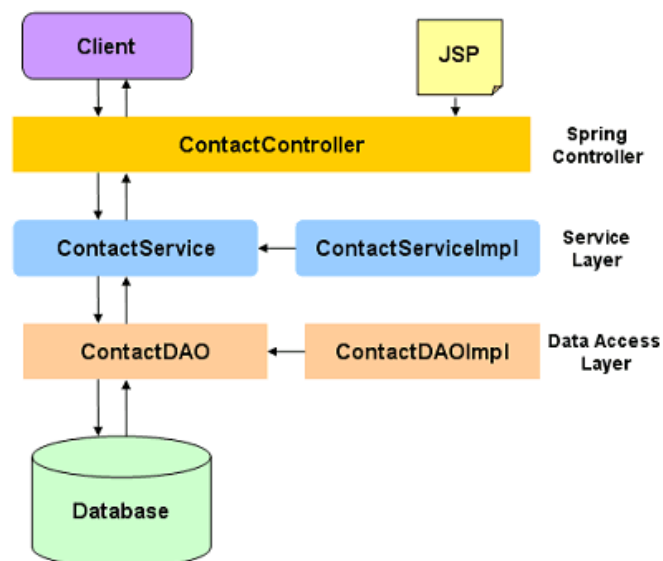 Client
JSP
ContactController
Spring
Controller
ContactService
ContactServiceImpl
Service
Layer
ContactDAO
ContactDAOImpl
Data Access
Layer
Database